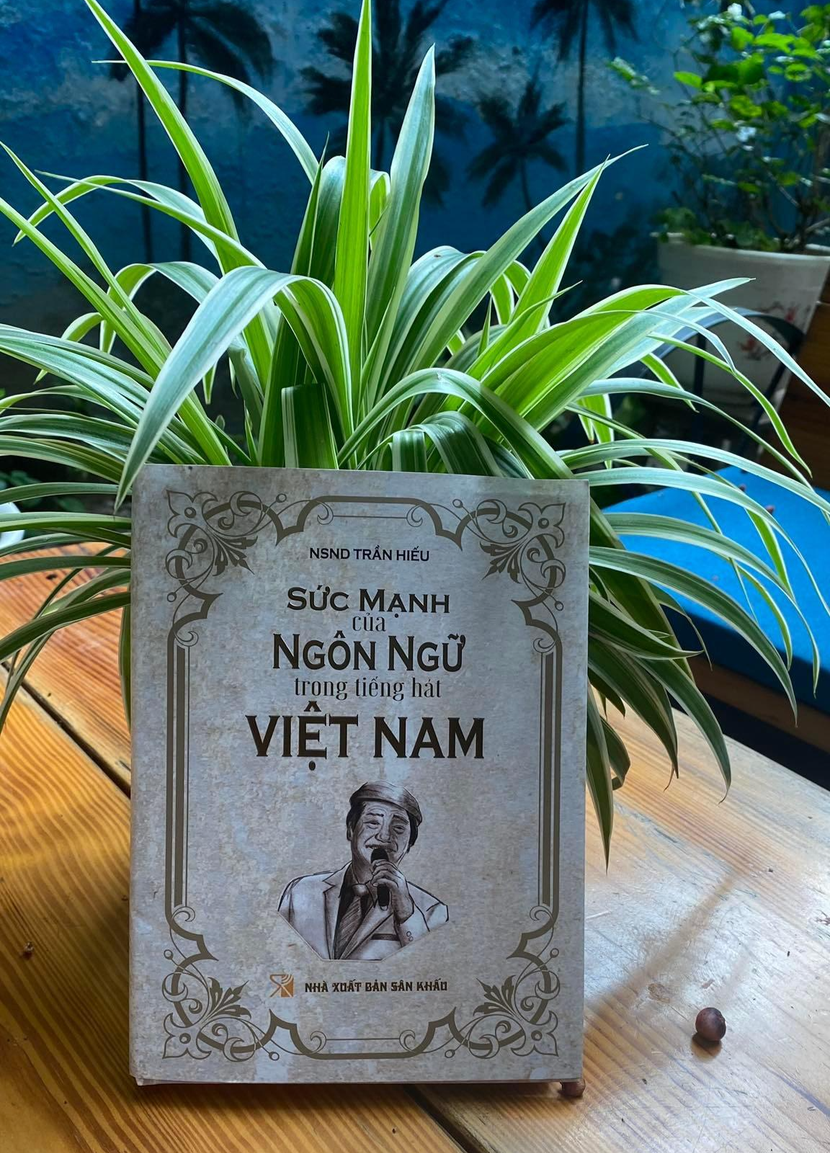 NSND TRẦN HIẾU
SỨC MẠNH
của
NGÔN NGỮ
trong tiếng hát
VIỆT NAM
NHÀ XUẤT BẢN SÂN KHẤU